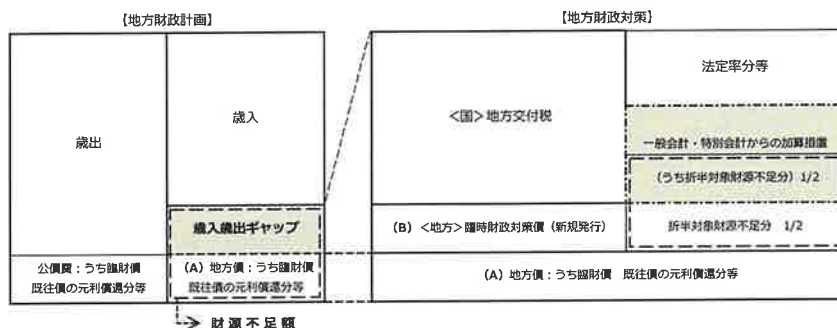 【地方財政計画】
【地方財政対策】
歳出
歳入
歳入歳出ギャップ
公債費：うち臨財債
既往債の元利償還分等
（A）地方債：うち臨財債
既往債の元利償還分等
財源不足額
＜国＞地方交付税
（B）＜地方＞臨時財政対策債（新規発行）
法定率分等
一般会計・特別会計からの加算措置
（うち折半対象財源不足分）1/2
折半対象財源不足分 1/2
（A）地方債：うち臨財債 既往債の元利償還分等